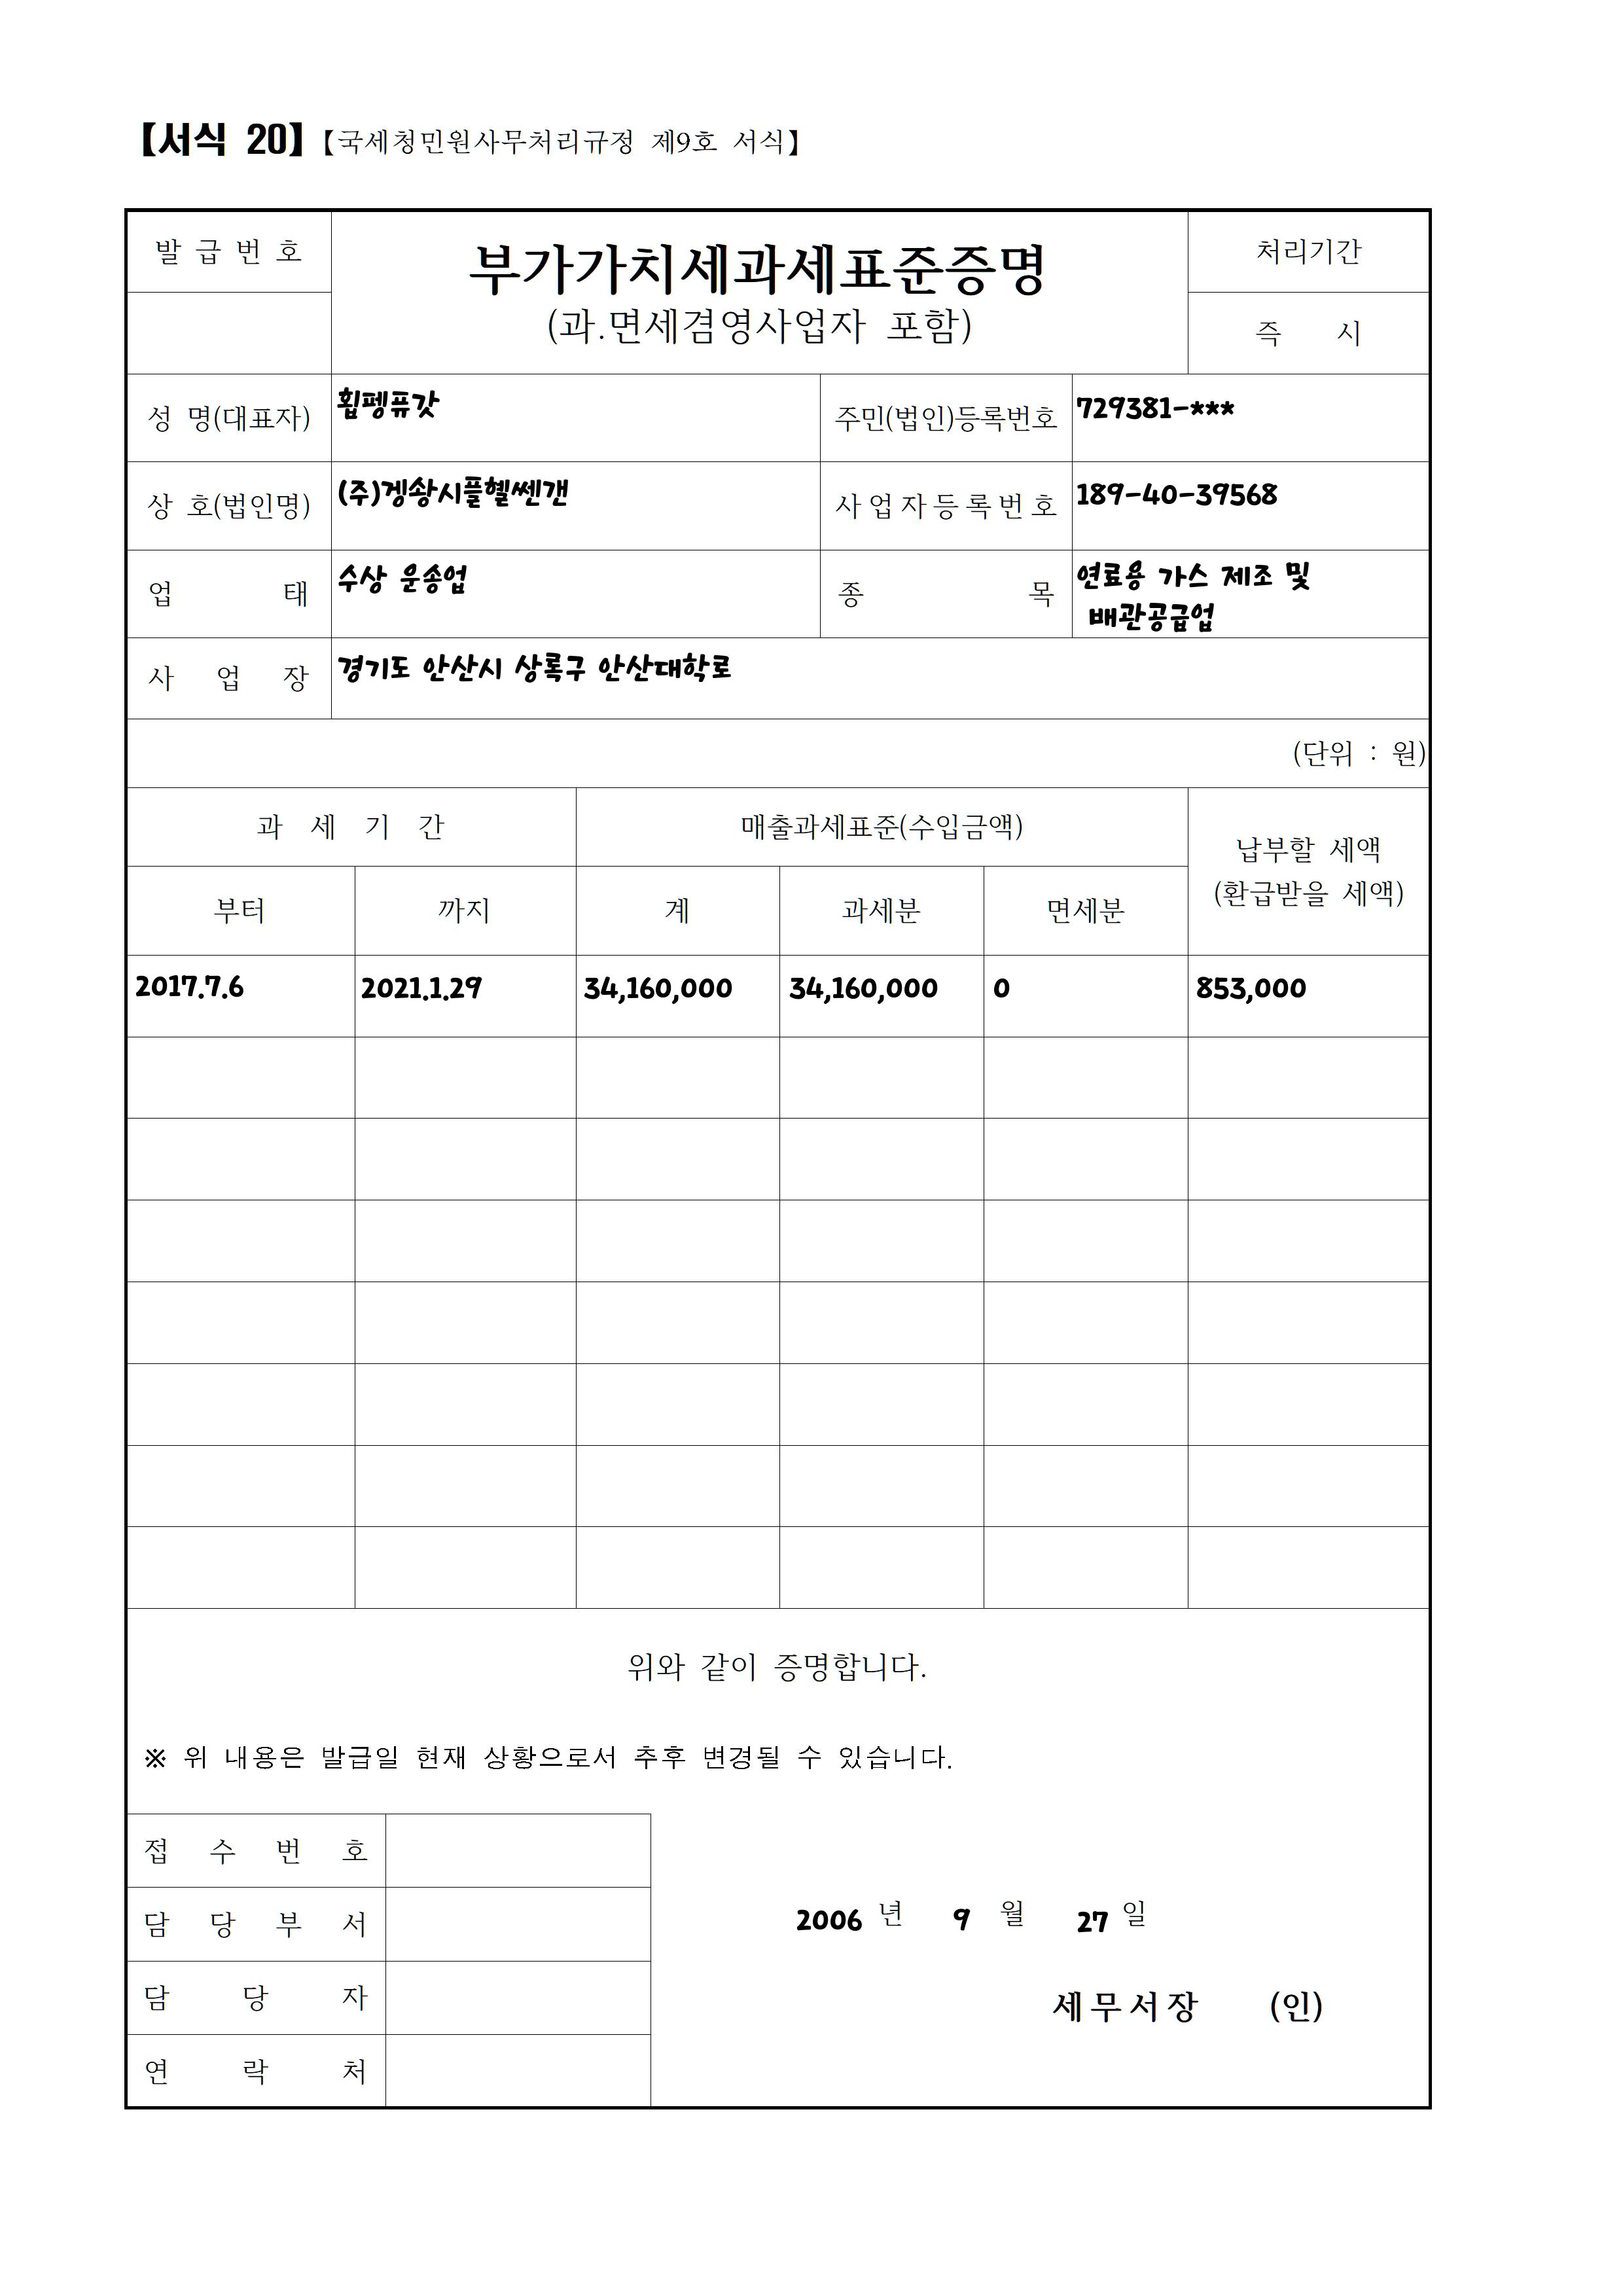 【서식 20】【국세청민원사무처리규정 제9호 서식】
발 급 번 호
부가가치세과세표준증명
(과.면세겸영사업자 포함)
처리기간
즉 시
성 명(대표자) 횝펭퓨갓 주민(법인)등록번호 729381-***
상 호(법인명) (주)겡솽시플혤쎈갠 사업자등록번호 189-40-39568
업 태 수상 운송업 종 목 연료용 가스 제조 및
배관공급업
사 업 장 경기도 안산시 상록구 안산대학로
(단위 : 원)
과 세 기 간 매출과세표준(수입금액) 납부할 세액
(환급받을 세액)
부터 까지 계 과세분 면세분
2017.7.6 2021.1.29 34,160,000 34,160,000 0 853,000
위와 같이 증명합니다.
※ 위 내용은 발급일 현재 상황으로서 추후 변경될 수 있습니다.
접 수 번 호
담 당 부 서
담 당 자
연 락 처
2006 년 9 월 27 일
세무서장 (인)